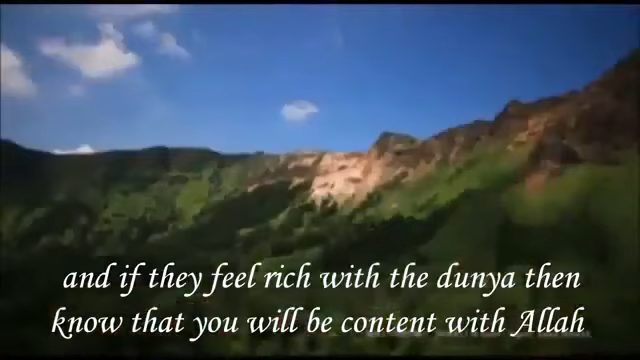 and if they feel rich with the dunya then
know that you will be content with Allah